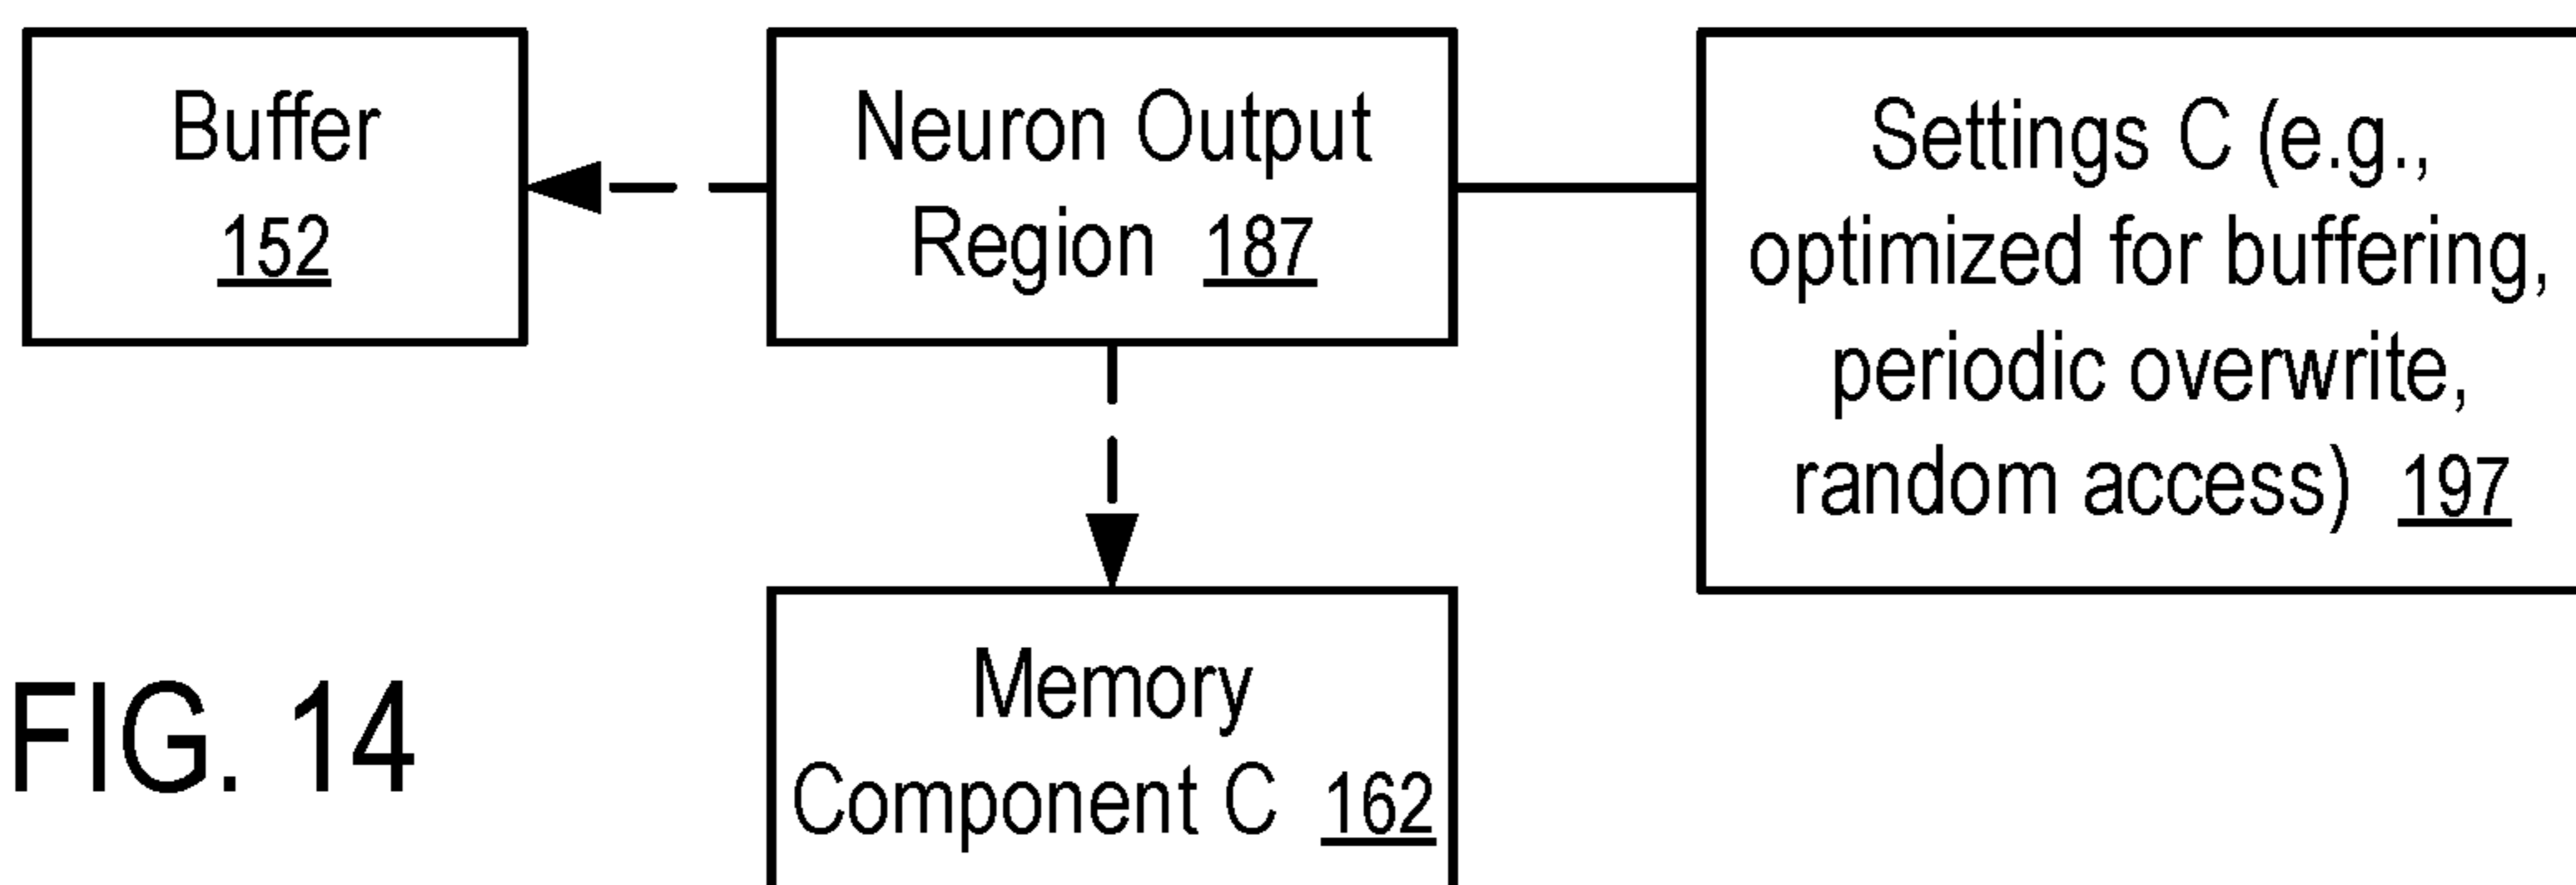 Buffer
152
Neuron Output
Region 187
Settings C (e.g.,
optimized for buffering,
periodic overwrite,
random access) 197
Memory
Component C 162
FIG. 14